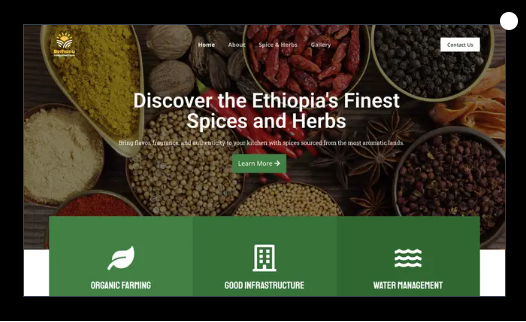 Home About Spice & Herbs Gallery Contact Us
Discover the Ethiopia's Finest
Spices and Herbs
Bring flavor, fragrance, and authenticity to your kitchen with spices sourced from the most aromatic lands.
Learn More →
ORGANIC FARMING GOOD INFRASTRUCTURE WATER MANAGEMENT